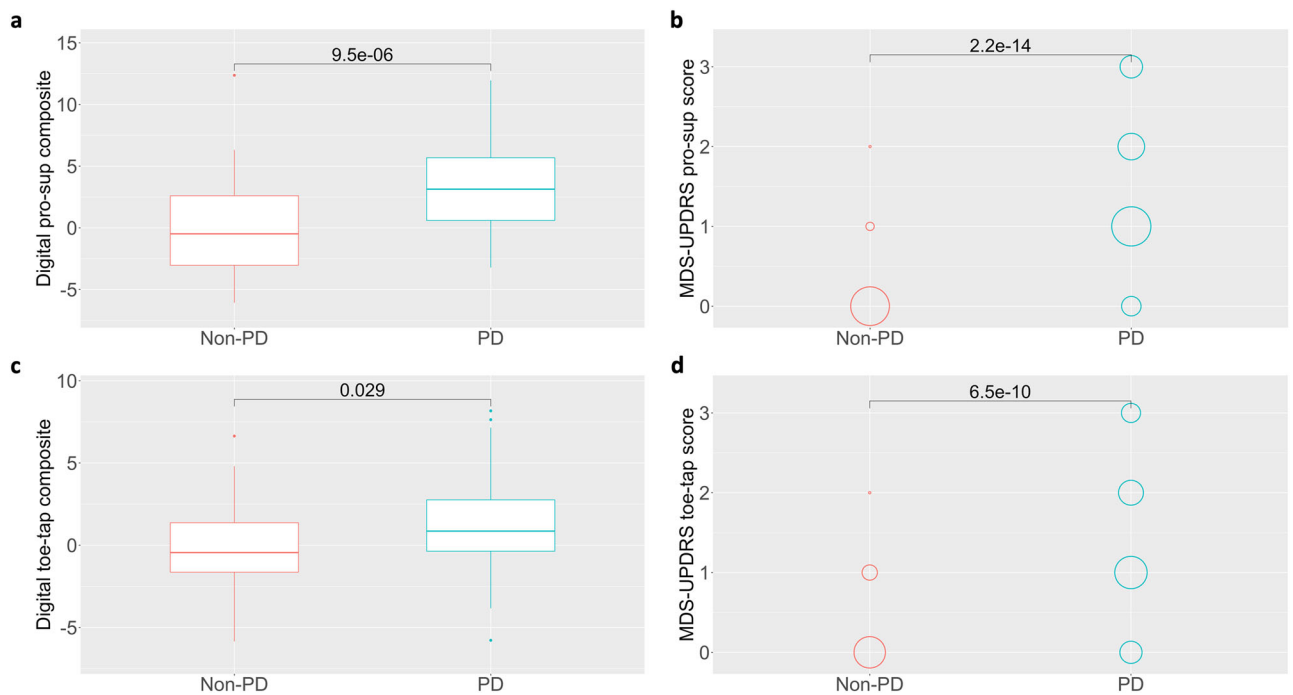 a
15
10
5
0
-5
Digital pro-sup composite
9.5e-06
Non-PD
PD
b
3
2
1
0
MDS-UPDRS pro-sup score
2.2e-14
Non-PD
PD
c
10
5
0
-5
Digital toe-tap composite
0.029
Non-PD
PD
d
3
2
1
0
MDS-UPDRS toe-tap score
6.5e-10
Non-PD
PD